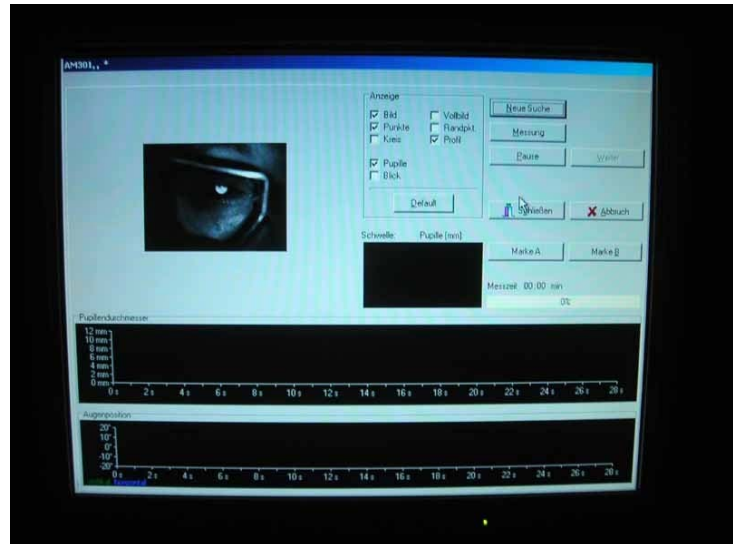 AM301,, *
Anzeige
Bild
Vollbild
Punkte
Randpkt.
Kreis
Profil
Pupille
Blick
Default
Neue Suche
Messung
Pause
Weiter
Schließen
Abbruch
Schwelle: Pupille [mm]
Marke A
Marke B
Messzeit: 00:00 min
0%
Pupillendurchmesser
12 mm
10 mm
8 mm
6 mm
4 mm
2 mm
0 mm
0 s 2 s 4 s 6 s 8 s 10 s 12 s 14 s 16 s 18 s 20 s 22 s 24 s 26 s 28 s
Augenposition
20°
10°
0°
-10°
-20°
0 s 2 s 4 s 6 s 8 s 10 s 12 s 14 s 16 s 18 s 20 s 22 s 24 s 26 s 28 s
vertikal horizontal